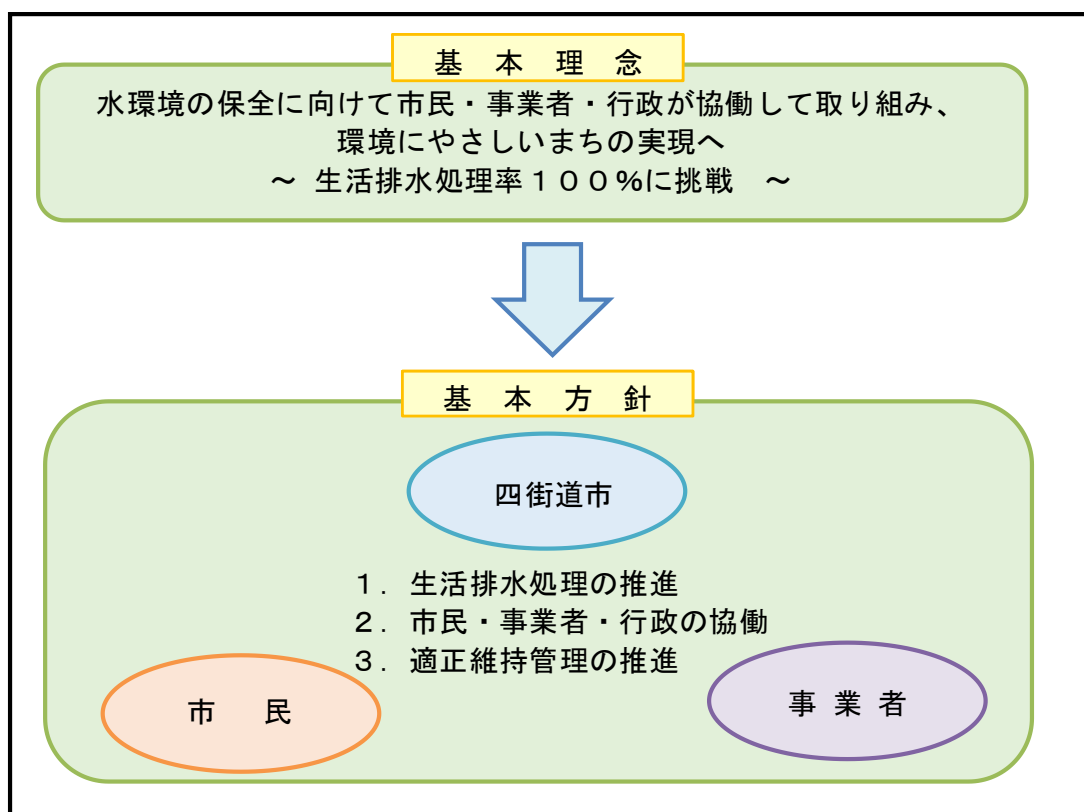 基 本 理 念
水環境の保全に向けて市民・事業者・行政が協働して取り組み、
環境にやさしいまちの実現へ
～ 生活排水処理率１００%に挑戦 ～
基 本 方 針
四街道市
１．生活排水処理の推進
２．市民・事業者・行政の協働
３．適正維持管理の推進
市 民
事 業 者